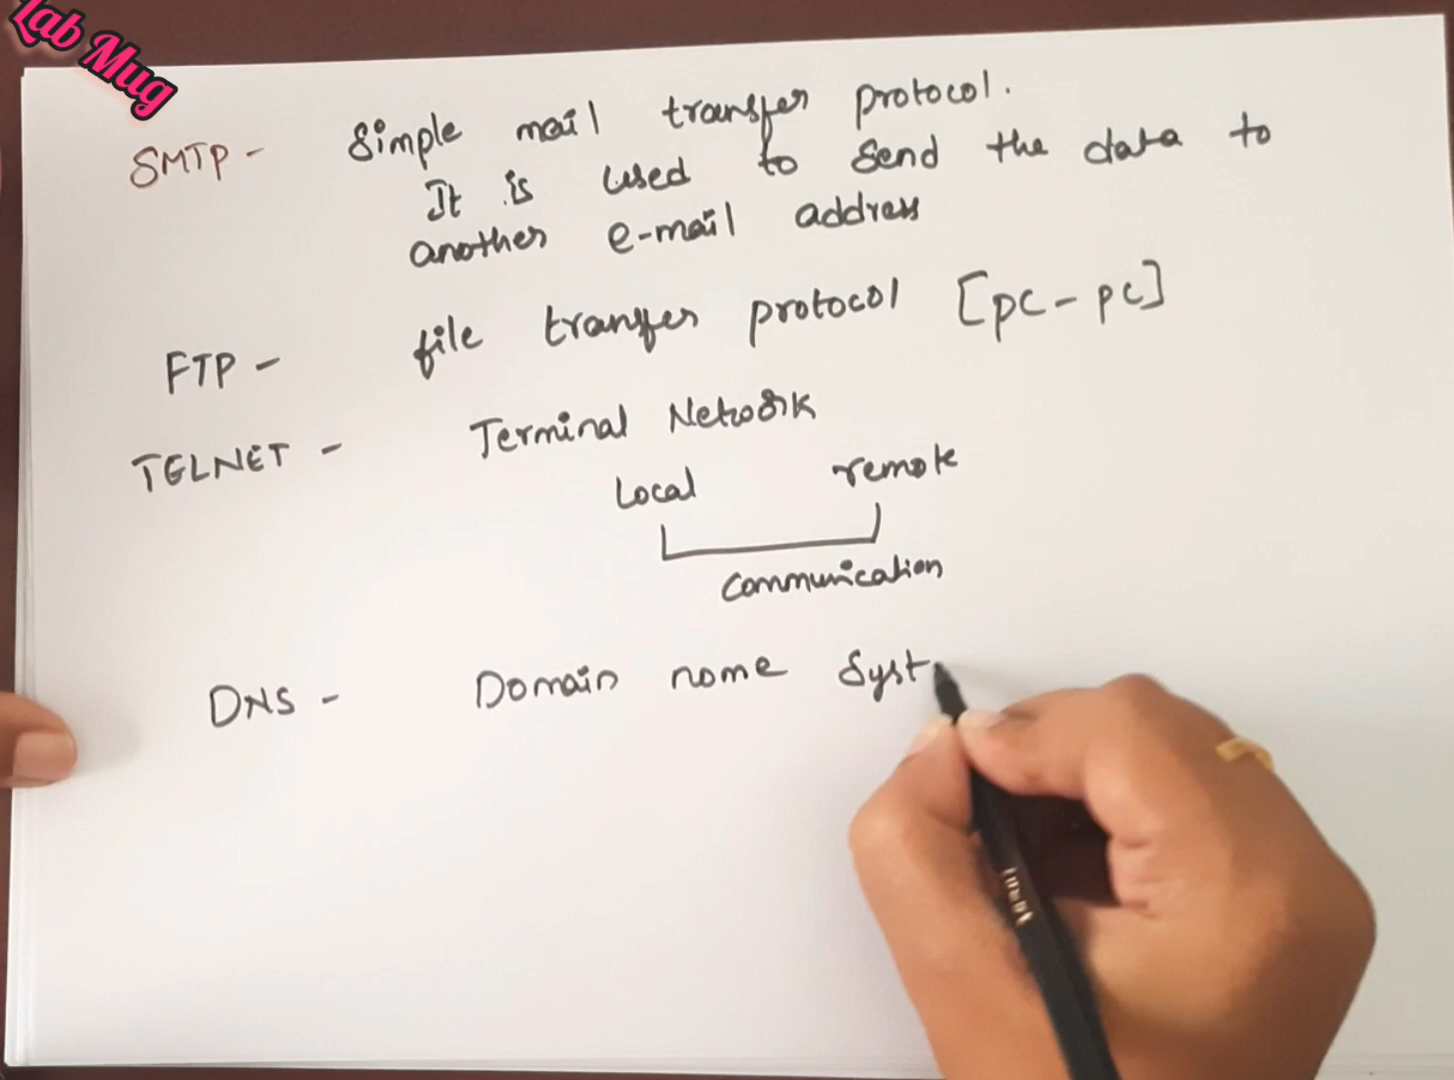 Lab Mug
SMTP - Simple mail transfer protocol.
It is used to send the data to
another e-mail address
FTP - file transfer protocol [pc - pc]
TELNET - Terminal Network
Local remote
Communication
DNS - Domain nome Syst